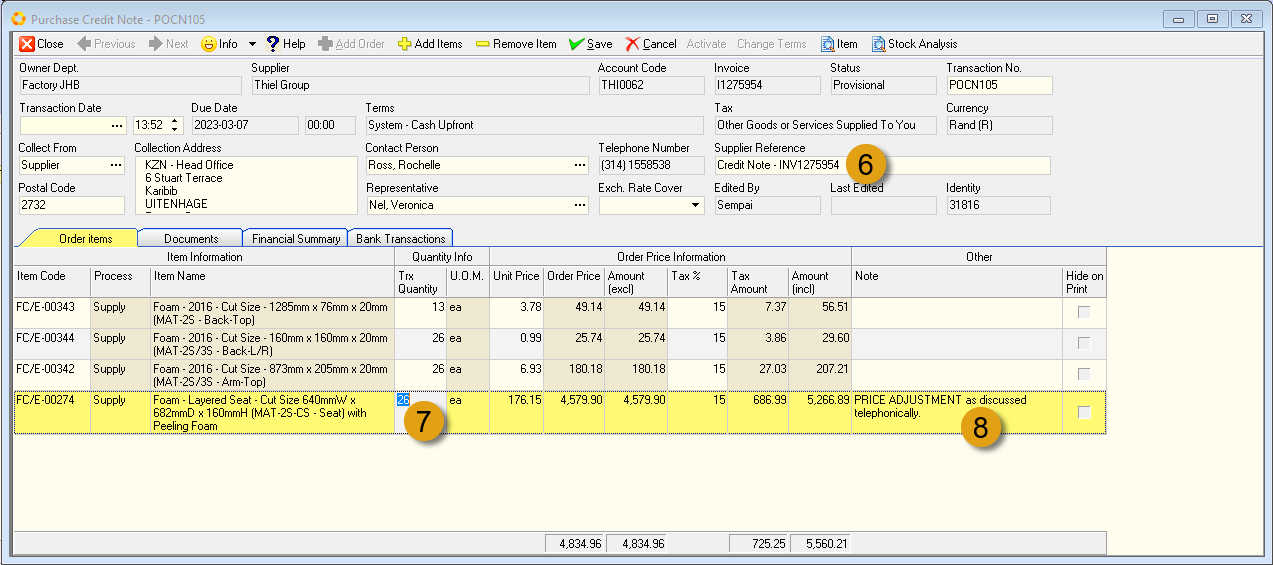 Purchase Credit Note - POCN105
Close Previous Next Info Help Add Order Add Items Remove Item Save Cancel Activate Change Terms Item Stock Analysis
Owner Dept. Supplier Account Code Invoice Status Transaction No.
Factory JHB Thiel Group THI0062 I1275954 Provisional POCN105
Transaction Date Due Date Terms Tax Currency
... 13:52 2023-03-07 00:00 System - Cash Upfront Other Goods or Services Supplied To You Rand (R)
Collect From Collection Address Contact Person Telephone Number Supplier Reference
Supplier ... KZN - Head Office Ross, Rochelle ... (314) 1558538 Credit Note - INV1275954 6
6 Stuart Terrace
Postal Code Karibib Representative Exch. Rate Cover Edited By Last Edited Identity
2732 UITENHAGE Nel, Veronica ... Sempai 31816
Order items Documents Financial Summary Bank Transactions
Item Information Quantity Info Order Price Information Other
Item Code Process Item Name Trx U.O.M. Unit Price Order Price Amount Tax % Tax Amount Note Hide on
Quantity (excl) Amount (incl) Print
FC/E-00343 Supply Foam - 2016 - Cut Size - 1285mm x 76mm x 20mm 13 ea 3.78 49.14 49.14 15 7.37 56.51
(MAT-2S - Back-Top)
FC/E-00344 Supply Foam - 2016 - Cut Size - 160mm x 160mm x 20mm 26 ea 0.99 25.74 25.74 15 3.86 29.60
(MAT-2S/3S - Back-L/R)
FC/E-00342 Supply Foam - 2016 - Cut Size - 873mm x 205mm x 20mm 26 ea 6.93 180.18 180.18 15 27.03 207.21
(MAT-2S/3S - Arm-Top)
FC/E-00274 Supply Foam - Layered Seat - Cut Size 640mmW x 26 ea 176.15 4,579.90 4,579.90 15 686.99 5,266.89 PRICE ADJUSTMENT as discussed
682mmD x 160mmH (MAT-2S-CS - Seat) with 7 telephonically. 8
Peeling Foam
4,834.96 4,834.96 725.25 5,560.21